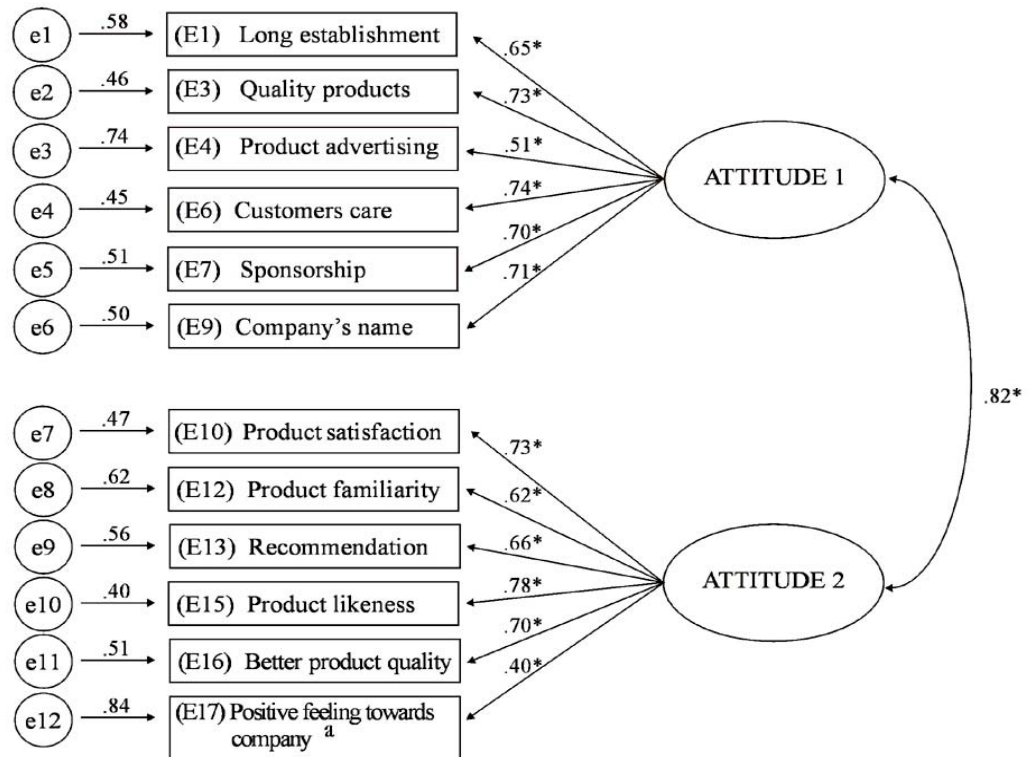 e1 .58 (E1) Long establishment .65*
e2 .46 (E3) Quality products .73*
e3 .74 (E4) Product advertising .51*
ATTITUDE 1
e4 .45 (E6) Customers care .74*
e5 .51 (E7) Sponsorship .70*
e6 .50 (E9) Company’s name .71*
.82*
e7 .47 (E10) Product satisfaction .73*
e8 .62 (E12) Product familiarity .62*
e9 .56 (E13) Recommendation .66*
ATTITUDE 2
e10 .40 (E15) Product likeness .78*
e11 .51 (E16) Better product quality .70*
e12 .84 (E17) Positive feeling towards .40*
company a